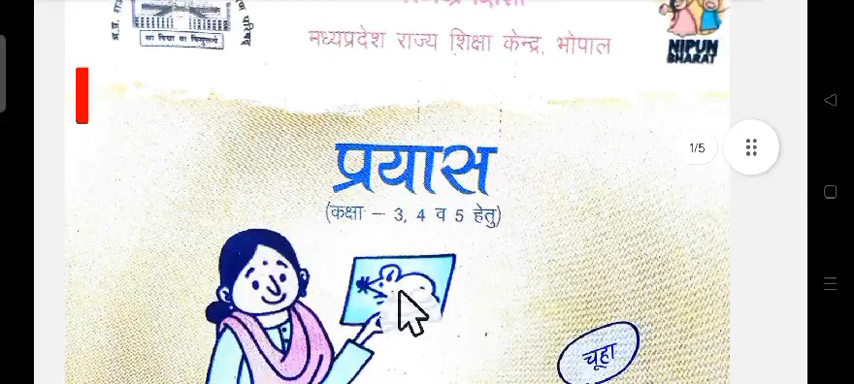 मध्यप्रदेश राज्य शिक्षा केन्द्र, भोपाल
NIPUN
BHARAT
प्रयास
1/5
(कक्षा – 3, 4 व 5 हेतु)
चूहा